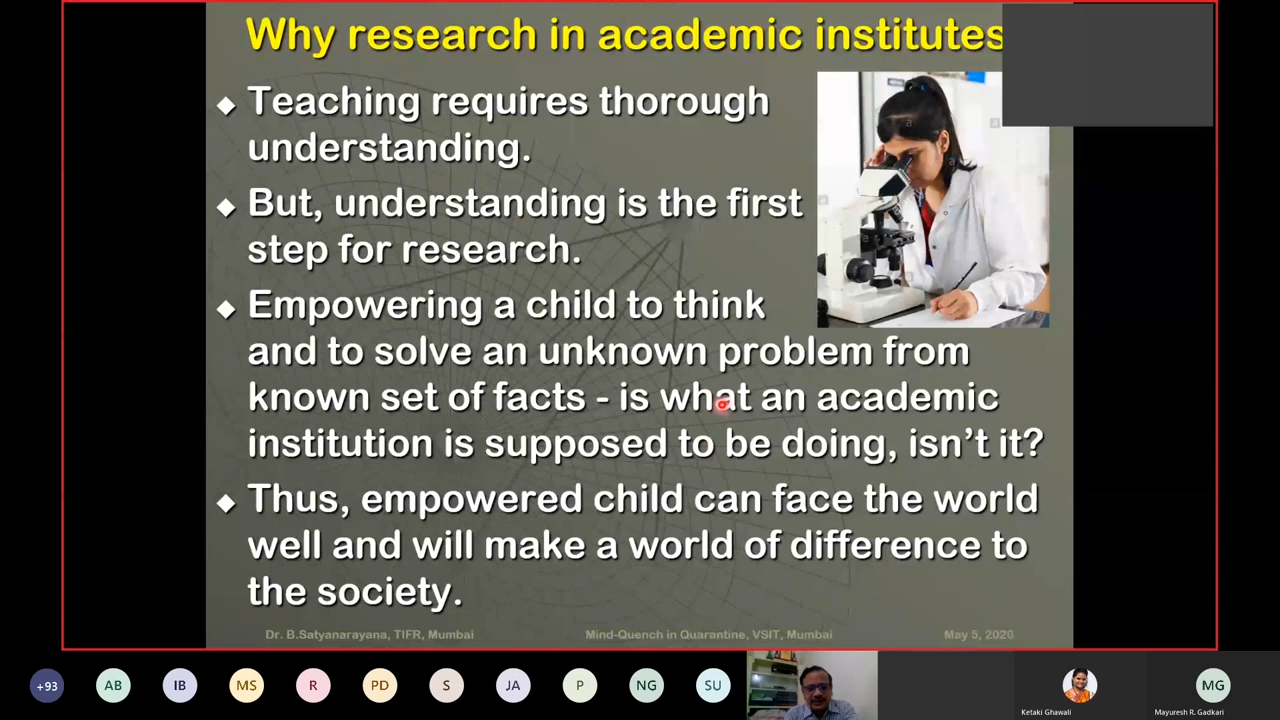 Why research in academic institutes
◆ Teaching requires thorough
understanding.
◆ But, understanding is the first
step for research.
◆ Empowering a child to think
and to solve an unknown problem from
known set of facts - is what an academic
institution is supposed to be doing, isn't it?
◆ Thus, empowered child can face the world
well and will make a world of difference to
the society.
Dr. B.Satyanarayana, TIFR, Mumbai Mind-Quench in Quarantine, VSIT, Mumbai May 5, 2020
+93 AB IB MS R PD S JA P NG SU MG
Ketaki Ghawali Mayuresh R. Gadkari